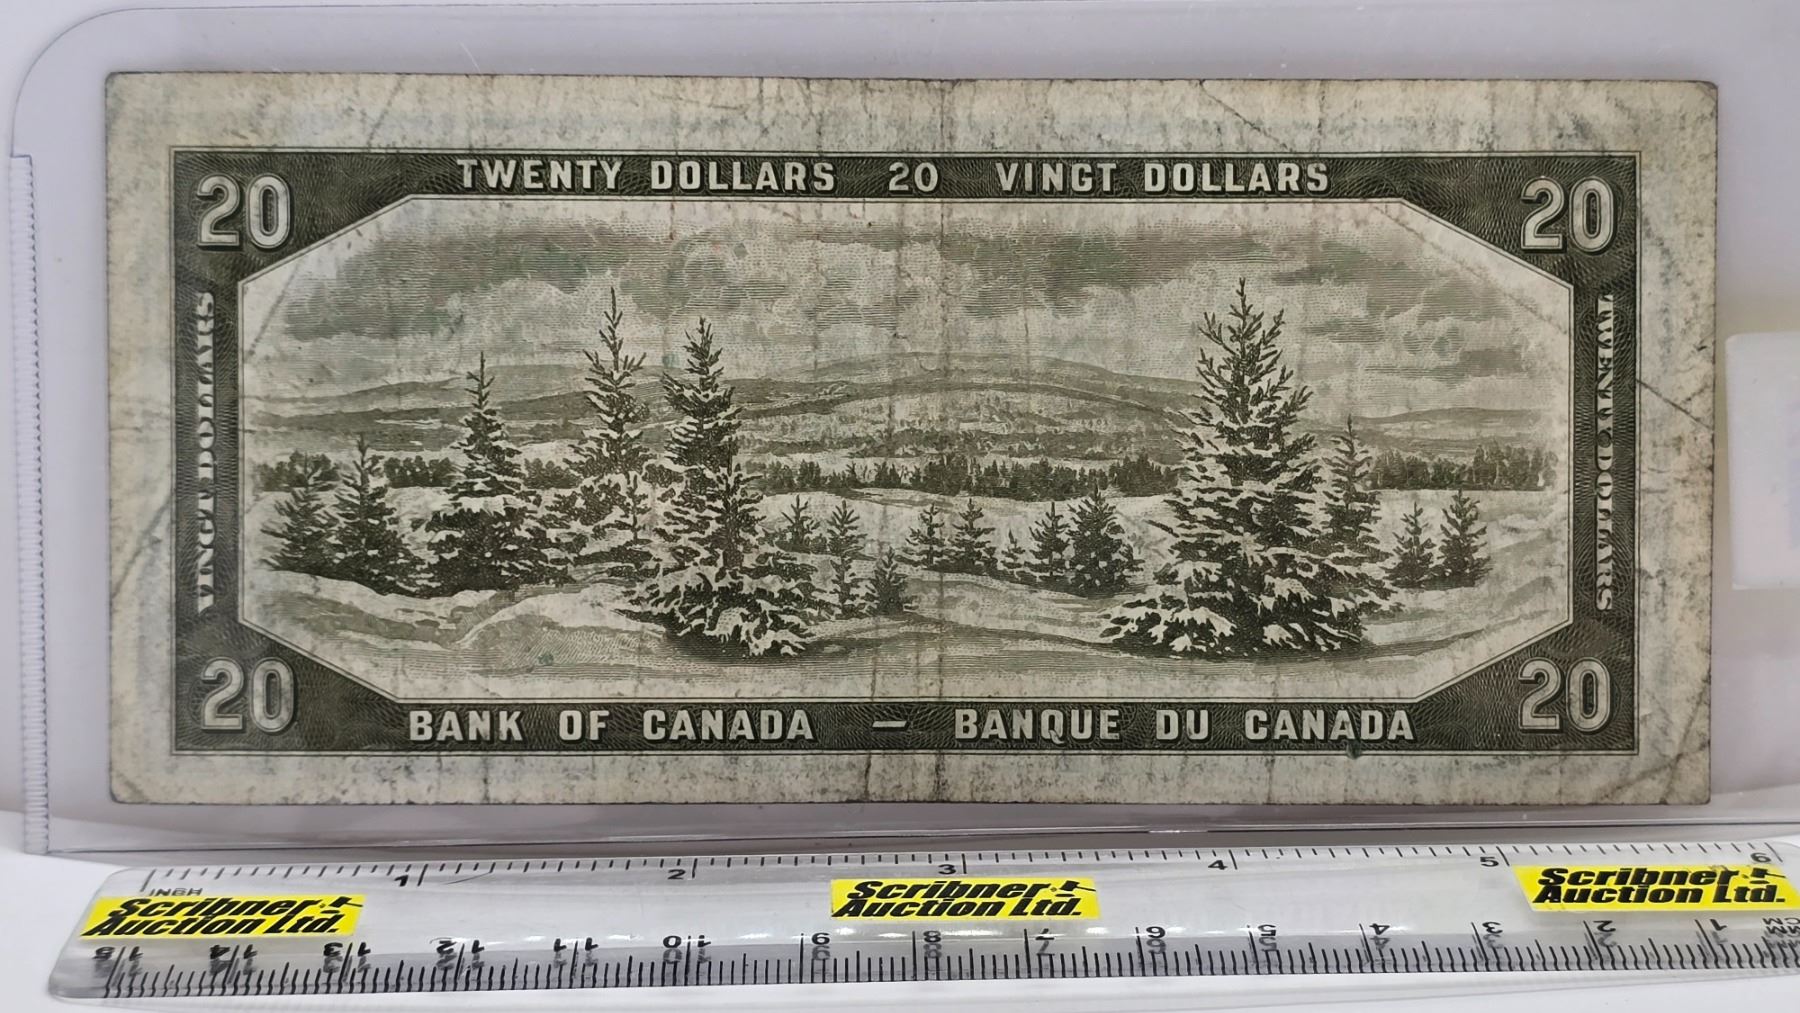 TWENTY DOLLARS 20 VINGT DOLLARS
20
20
VINGT DOLLARS
TWENTY DOLLARS
20
20
BANK OF CANADA — BANQUE DU CANADA
INCH
1 2 3 4 5 6
Scribner
Auction Ltd.
Scribner
Auction Ltd.
Scribner
Auction Ltd.
15 14 13 12 11 10 9 8 7 6 5 4 3 2 1
CM
MM